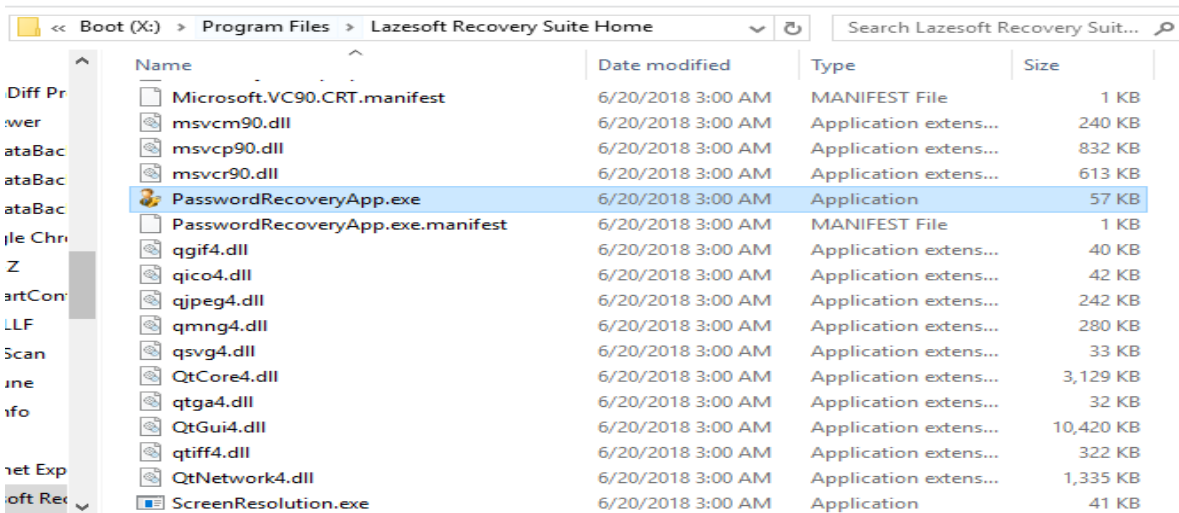 « Boot (X:) > Program Files > Lazesoft Recovery Suite Home Search Lazesoft Recovery Suit...
Name Date modified Type Size
Microsoft.VC90.CRT.manifest 6/20/2018 3:00 AM MANIFEST File 1 KB
msvcm90.dll 6/20/2018 3:00 AM Application extens... 240 KB
msvcp90.dll 6/20/2018 3:00 AM Application extens... 832 KB
msvcr90.dll 6/20/2018 3:00 AM Application extens... 613 KB
PasswordRecoveryApp.exe 6/20/2018 3:00 AM Application 57 KB
PasswordRecoveryApp.exe.manifest 6/20/2018 3:00 AM MANIFEST File 1 KB
qgif4.dll 6/20/2018 3:00 AM Application extens... 40 KB
qico4.dll 6/20/2018 3:00 AM Application extens... 42 KB
qjpeg4.dll 6/20/2018 3:00 AM Application extens... 242 KB
qmng4.dll 6/20/2018 3:00 AM Application extens... 280 KB
qsvg4.dll 6/20/2018 3:00 AM Application extens... 33 KB
QtCore4.dll 6/20/2018 3:00 AM Application extens... 3,129 KB
qtga4.dll 6/20/2018 3:00 AM Application extens... 32 KB
QtGui4.dll 6/20/2018 3:00 AM Application extens... 10,420 KB
qtiff4.dll 6/20/2018 3:00 AM Application extens... 322 KB
QtNetwork4.dll 6/20/2018 3:00 AM Application extens... 1,335 KB
ScreenResolution.exe 6/20/2018 3:00 AM Application 41 KB